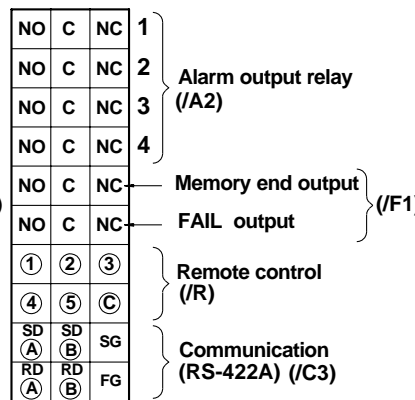 NO C NC 1
NO C NC 2
NO C NC 3
NO C NC 4
Alarm output relay
(/A2)
NO C NC Memory end output
NO C NC FAIL output
(/F1)
① ② ③
④ ⑤ Ⓒ
Remote control
(/R)
SD Ⓐ SD Ⓑ SG
RD Ⓐ RD Ⓑ FG
Communication
(RS-422A) (/C3)